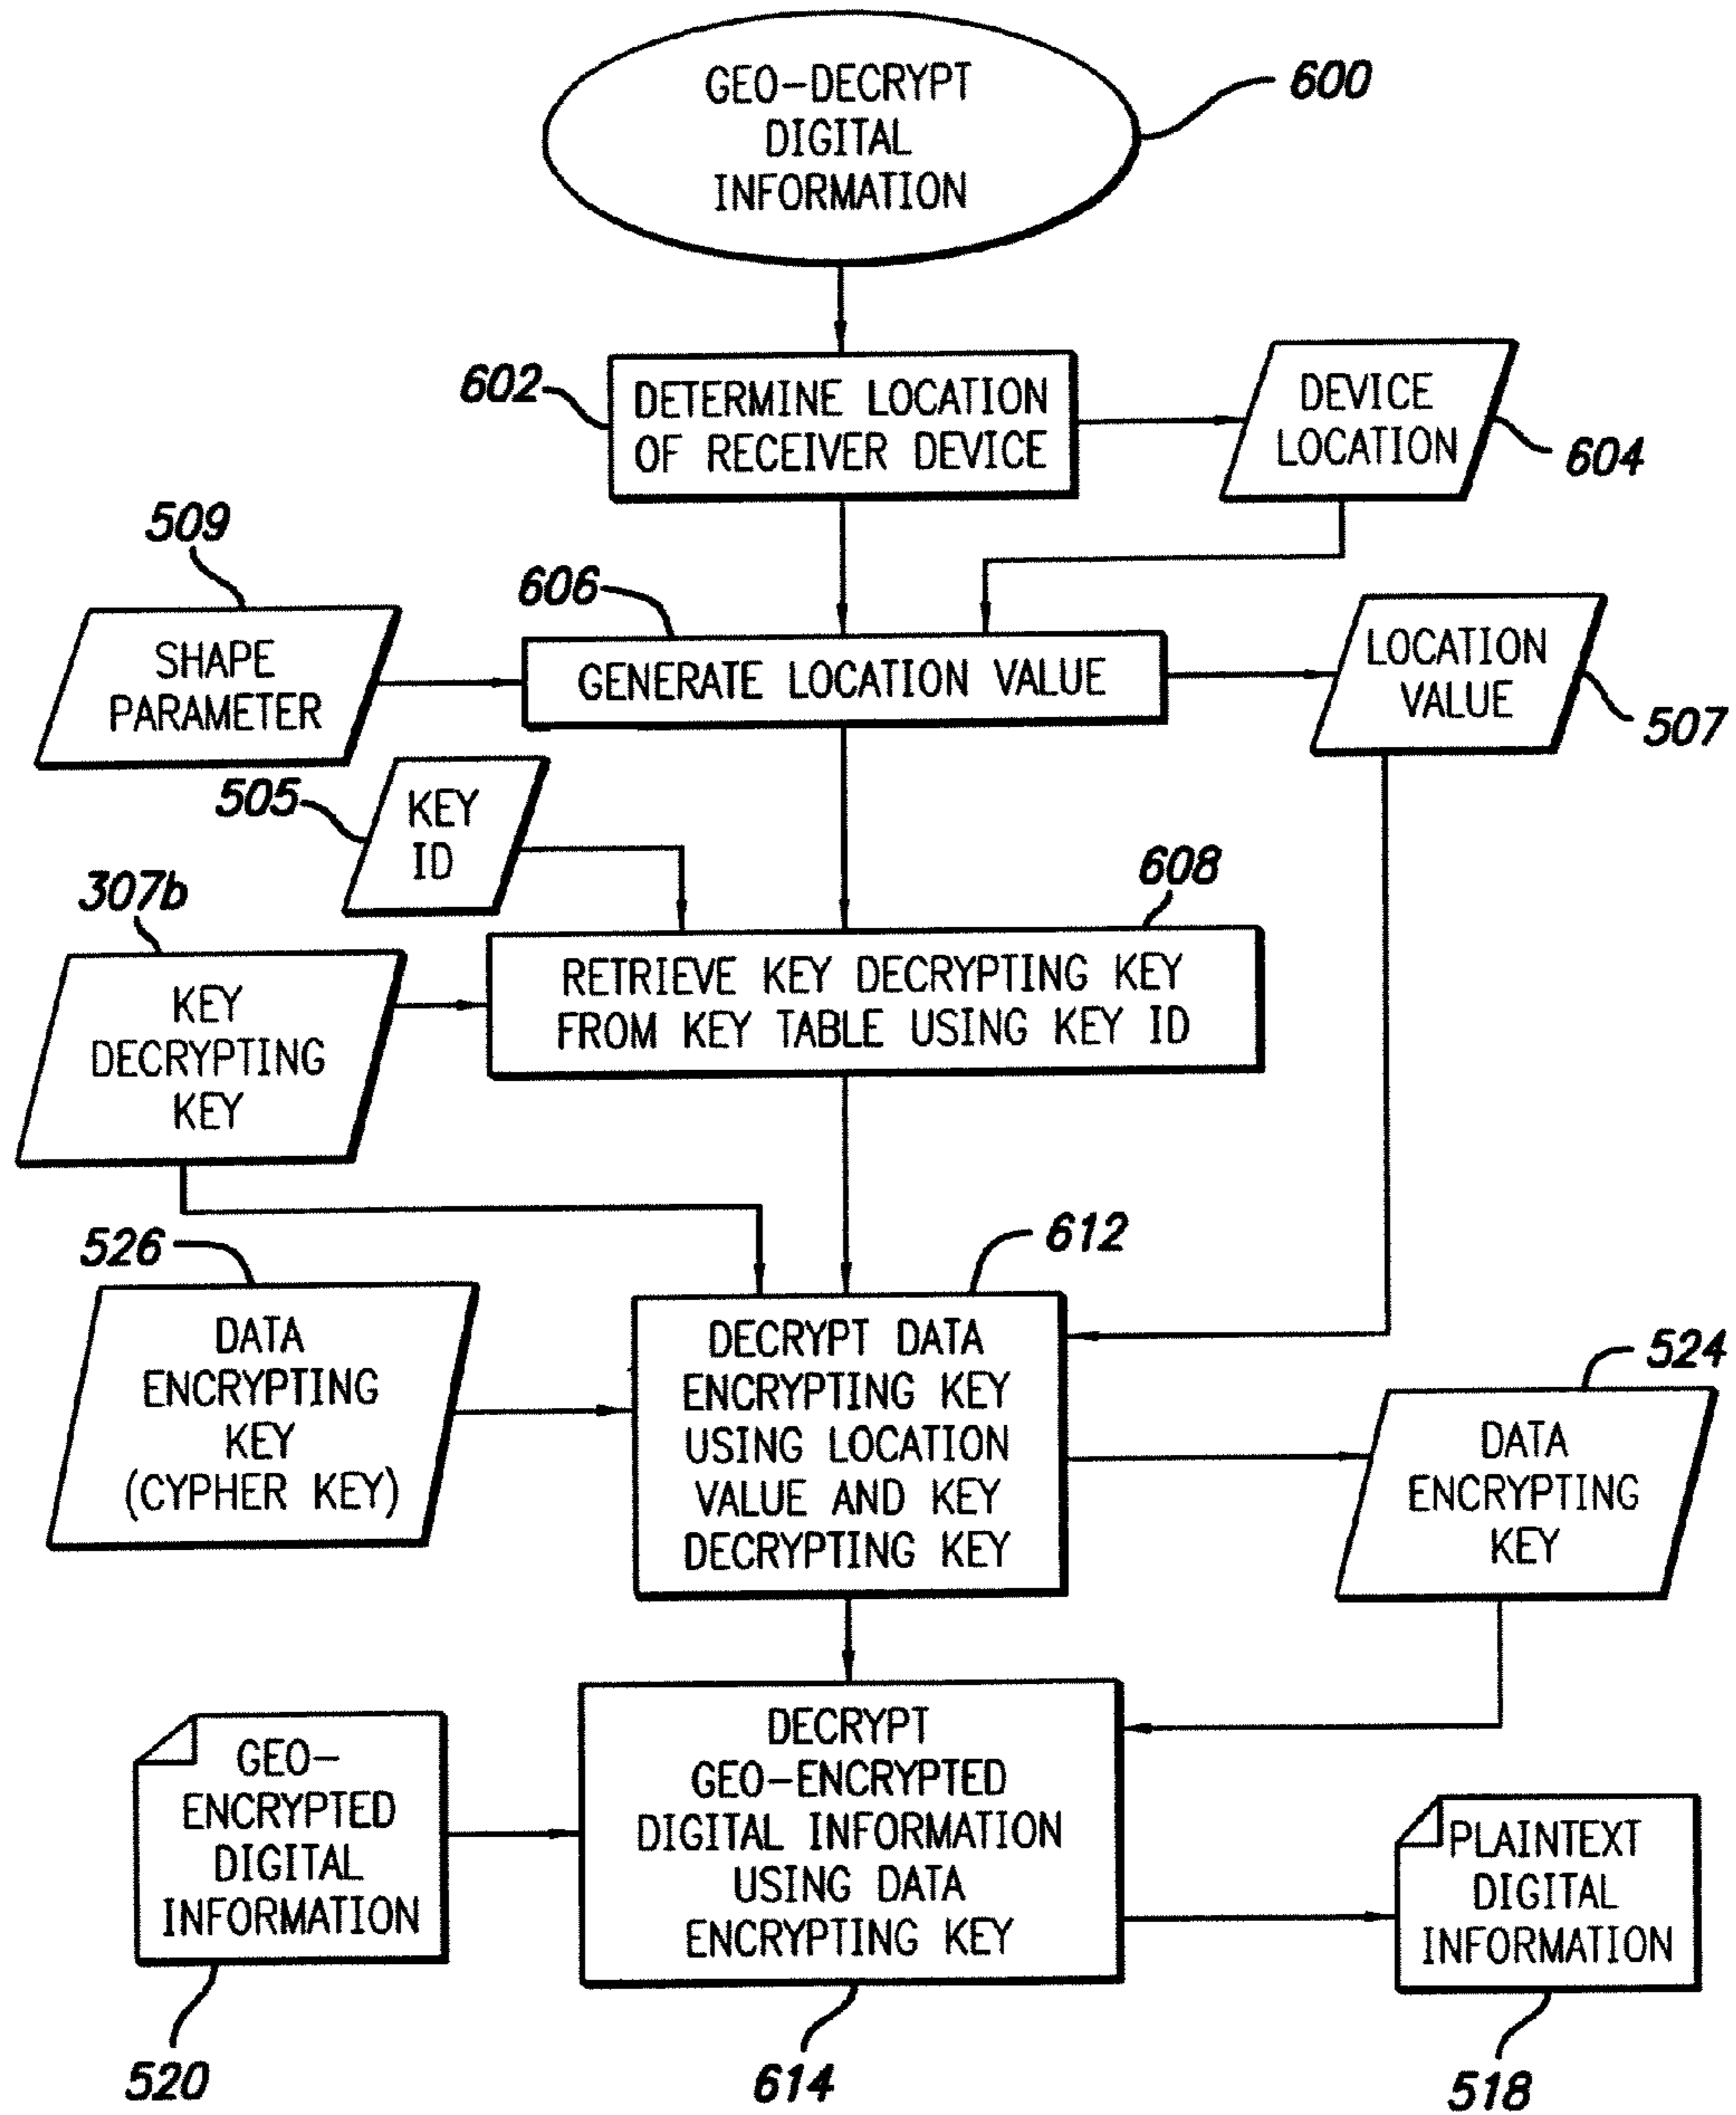 GEO-DECRYPT
DIGITAL
INFORMATION
600
602
DETERMINE LOCATION
OF RECEIVER DEVICE
DEVICE
LOCATION
604
509
SHAPE
PARAMETER
606
GENERATE LOCATION VALUE
LOCATION
VALUE
507
505
KEY
ID
307b
KEY
DECRYPTING
KEY
608
RETRIEVE KEY DECRYPTING KEY
FROM KEY TABLE USING KEY ID
526
DATA
ENCRYPTING
KEY
(CYPHER KEY)
612
DECRYPT DATA
ENCRYPTING KEY
USING LOCATION
VALUE AND KEY
DECRYPTING KEY
524
DATA
ENCRYPTING
KEY
GEO-
ENCRYPTED
DIGITAL
INFORMATION
520
DECRYPT
GEO-ENCRYPTED
DIGITAL INFORMATION
USING DATA
ENCRYPTING KEY
614
PLAINTEXT
DIGITAL
INFORMATION
518